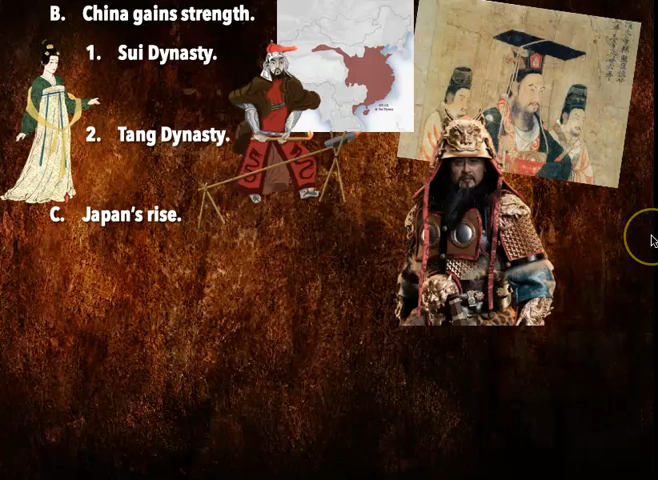 B. China gains strength.
1. Sui Dynasty.
2. Tang Dynasty.
C. Japan's rise.